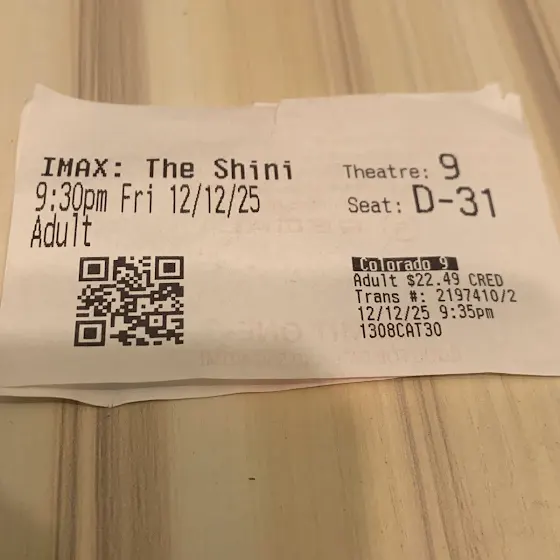 IMAX: The Shini
9:30pm Fri 12/12/25
Adult
Theatre: 9
Seat: D-31
Colorado 9
Adult $22.49 CRED
Trans #: 2197410/2
12/12/25 9:35pm
1308CAT30